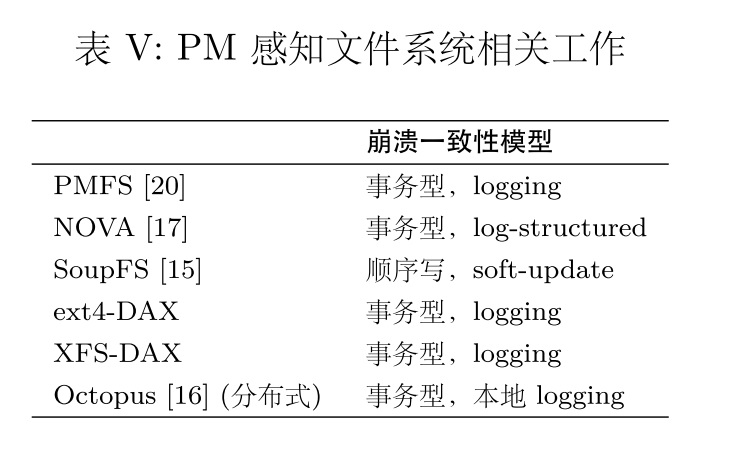 表 V: PM 感知文件系统相关工作
崩溃一致性模型
PMFS [20] 事务型，logging
NOVA [17] 事务型，log-structured
SoupFS [15] 顺序写，soft-update
ext4-DAX 事务型，logging
XFS-DAX 事务型，logging
Octopus [16] (分布式) 事务型，本地 logging